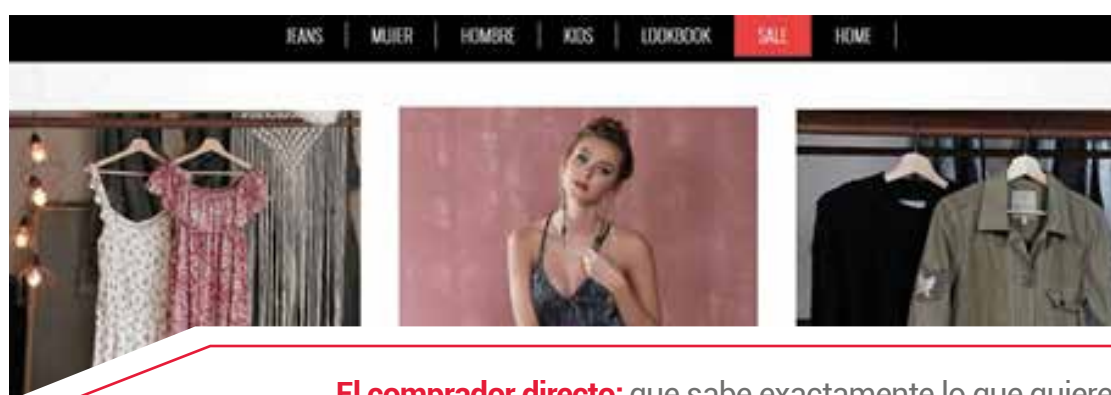 JEANS | MUJER | HOMBRE | KIDS | LOOKBOOK SALE HOME |
El comprador directo: que sabe exactamente lo que quiere